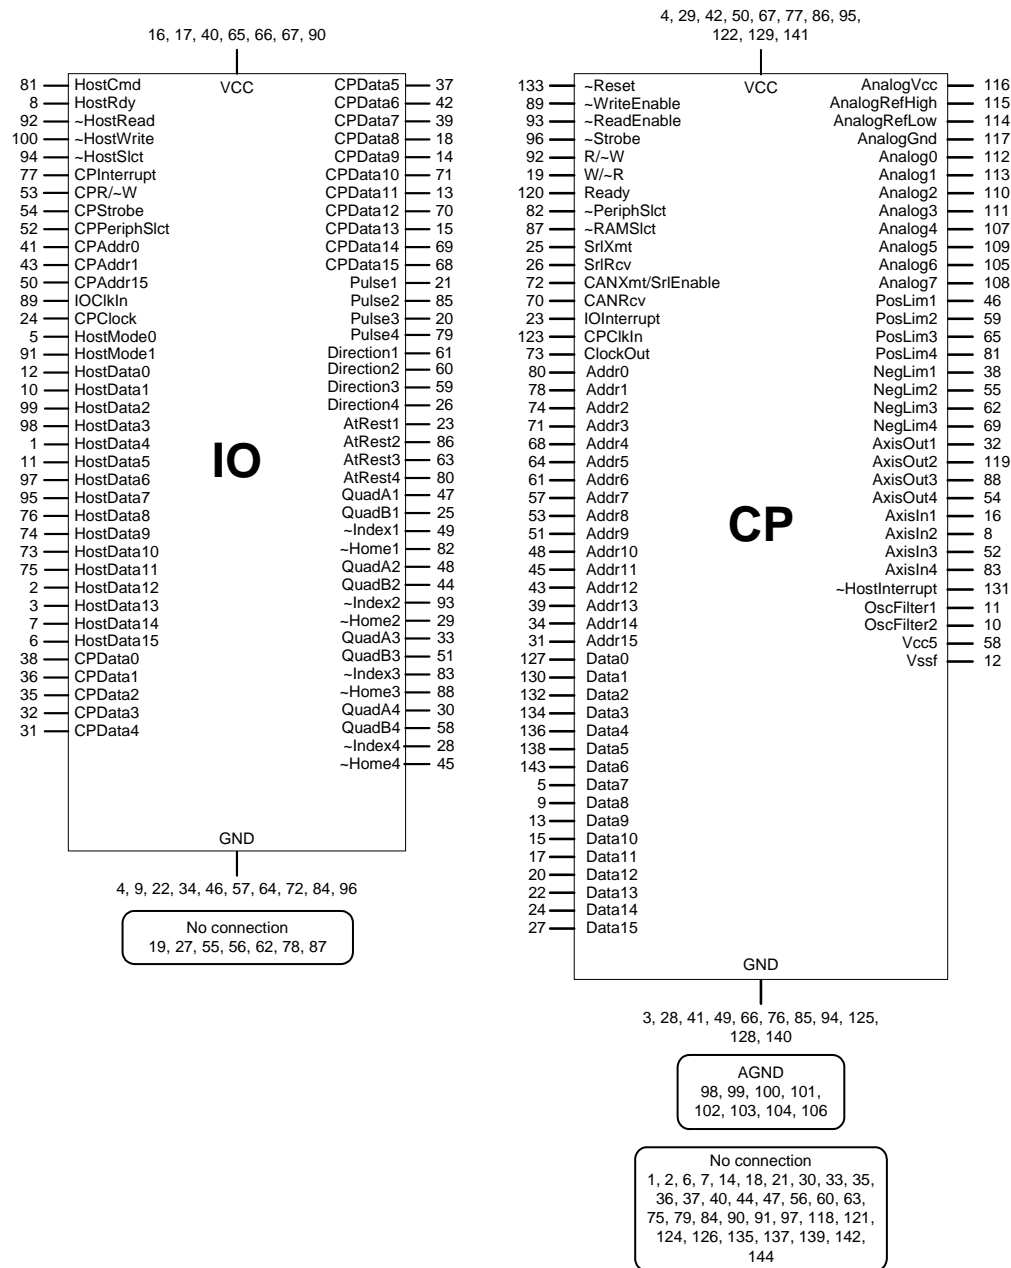 16, 17, 40, 65, 66, 67, 90
VCC
81 HostCmd
8 HostRdy
92 ~HostRead
100 ~HostWrite
94 ~HostSlct
77 CPInterrupt
53 CPR/~W
54 CPStrobe
52 CPPeriphSlct
41 CPAddr0
43 CPAddr1
50 CPAddr15
89 IOClkIn
24 CPClock
5 HostMode0
91 HostMode1
12 HostData0
10 HostData1
99 HostData2
98 HostData3
1 HostData4
11 HostData5
97 HostData6
95 HostData7
76 HostData8
74 HostData9
73 HostData10
75 HostData11
2 HostData12
3 HostData13
7 HostData14
6 HostData15
38 CPData0
36 CPData1
35 CPData2
32 CPData3
31 CPData4
IO
CPData5 37
CPData6 42
CPData7 39
CPData8 18
CPData9 14
CPData10 71
CPData11 13
CPData12 70
CPData13 15
CPData14 69
CPData15 68
Pulse1 21
Pulse2 85
Pulse3 20
Pulse4 79
Direction1 61
Direction2 60
Direction3 59
Direction4 26
AtRest1 23
AtRest2 86
AtRest3 63
AtRest4 80
QuadA1 47
QuadB1 25
~Index1 49
~Home1 82
QuadA2 48
QuadB2 44
~Index2 93
~Home2 29
QuadA3 33
QuadB3 51
~Index3 83
~Home3 88
QuadA4 30
QuadB4 58
~Index4 28
~Home4 45
GND
4, 9, 22, 34, 46, 57, 64, 72, 84, 96
No connection
19, 27, 55, 56, 62, 78, 87
4, 29, 42, 50, 67, 77, 86, 95,
122, 129, 141
VCC
133 ~Reset
89 ~WriteEnable
93 ~ReadEnable
96 ~Strobe
92 R/~W
19 W/~R
120 Ready
82 ~PeriphSlct
87 ~RAMSlct
25 SrlXmt
26 SrlRcv
72 CANXmt/SrlEnable
70 CANRcv
23 IOInterrupt
123 CPClkIn
73 ClockOut
80 Addr0
78 Addr1
74 Addr2
71 Addr3
68 Addr4
64 Addr5
61 Addr6
57 Addr7
53 Addr8
51 Addr9
48 Addr10
45 Addr11
43 Addr12
39 Addr13
34 Addr14
31 Addr15
127 Data0
130 Data1
132 Data2
134 Data3
136 Data4
138 Data5
143 Data6
5 Data7
9 Data8
13 Data9
15 Data10
17 Data11
20 Data12
22 Data13
24 Data14
27 Data15
CP
AnalogVcc 116
AnalogRefHigh 115
AnalogRefLow 114
AnalogGnd 117
Analog0 112
Analog1 113
Analog2 110
Analog3 111
Analog4 107
Analog5 109
Analog6 105
Analog7 108
PosLim1 46
PosLim2 59
PosLim3 65
PosLim4 81
NegLim1 38
NegLim2 55
NegLim3 62
NegLim4 69
AxisOut1 32
AxisOut2 119
AxisOut3 88
AxisOut4 54
AxisIn1 16
AxisIn2 8
AxisIn3 52
AxisIn4 83
~HostInterrupt 131
OscFilter1 11
OscFilter2 10
Vcc5 58
Vssf 12
GND
3, 28, 41, 49, 66, 76, 85, 94, 125,
128, 140
AGND
98, 99, 100, 101,
102, 103, 104, 106
No connection
1, 2, 6, 7, 14, 18, 21, 30, 33, 35,
36, 37, 40, 44, 47, 56, 60, 63,
75, 79, 84, 90, 91, 97, 118, 121,
124, 126, 135, 137, 139, 142,
144